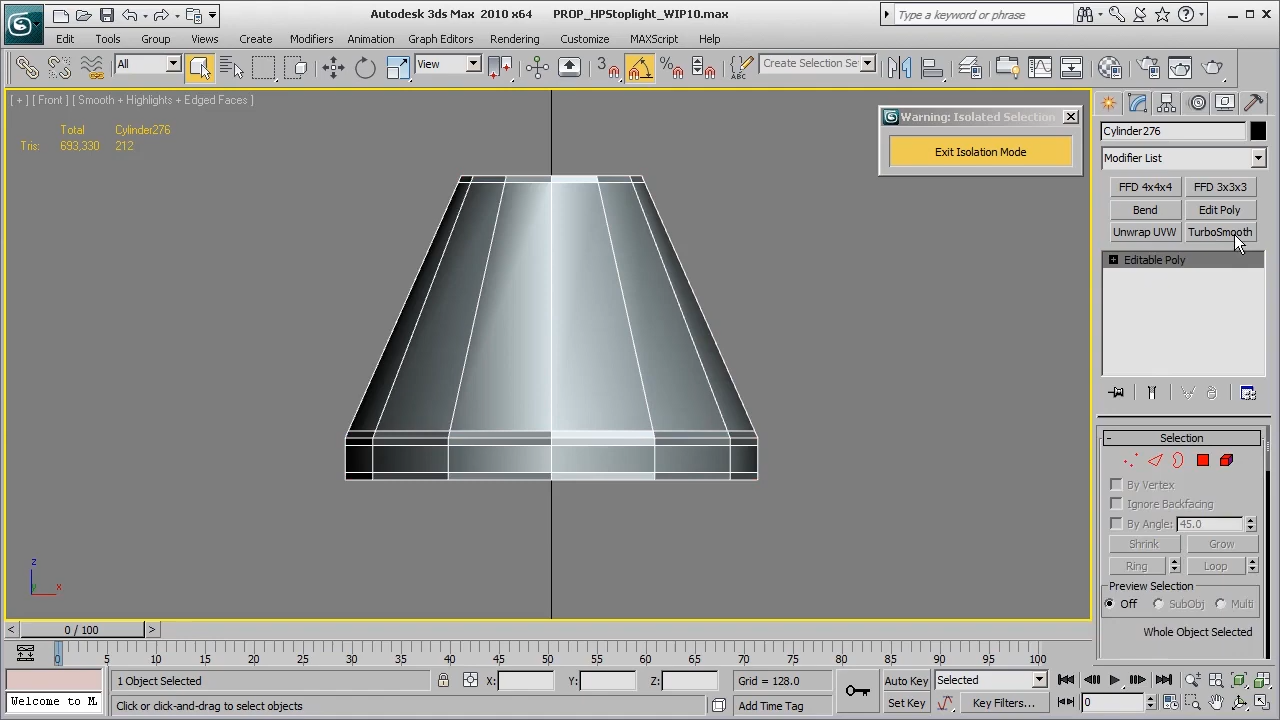 Autodesk 3ds Max 2010 x64 PROP_HPStoplight_WIP10.max
Type a keyword or phrase
Edit Tools Group Views Create Modifiers Animation Graph Editors Rendering Customize MAXScript Help
All
View
3
%
ABC
Create Selection Se
[ + ] [ Front ] [ Smooth + Highlights + Edged Faces ]
Total Cylinder276
Tris: 693,330 212
Warning: Isolated Selection
Exit Isolation Mode
Cylinder276
Modifier List
FFD 4x4x4 FFD 3x3x3
Bend Edit Poly
Unwrap UVW TurboSmooth
Editable Poly
Selection
By Vertex
Ignore Backfacing
By Angle: 45.0
Shrink Grow
Ring Loop
Preview Selection
Off SubObj Multi
Whole Object Selected
z
y x
0 / 100
0 5 10 15 20 25 30 35 40 45 50 55 60 65 70 75 80 85 90 95 100
1 Object Selected X: Y: Z: Grid = 128.0 Auto Key Selected
Welcome to M Click or click-and-drag to select objects Add Time Tag Set Key Key Filters... 0